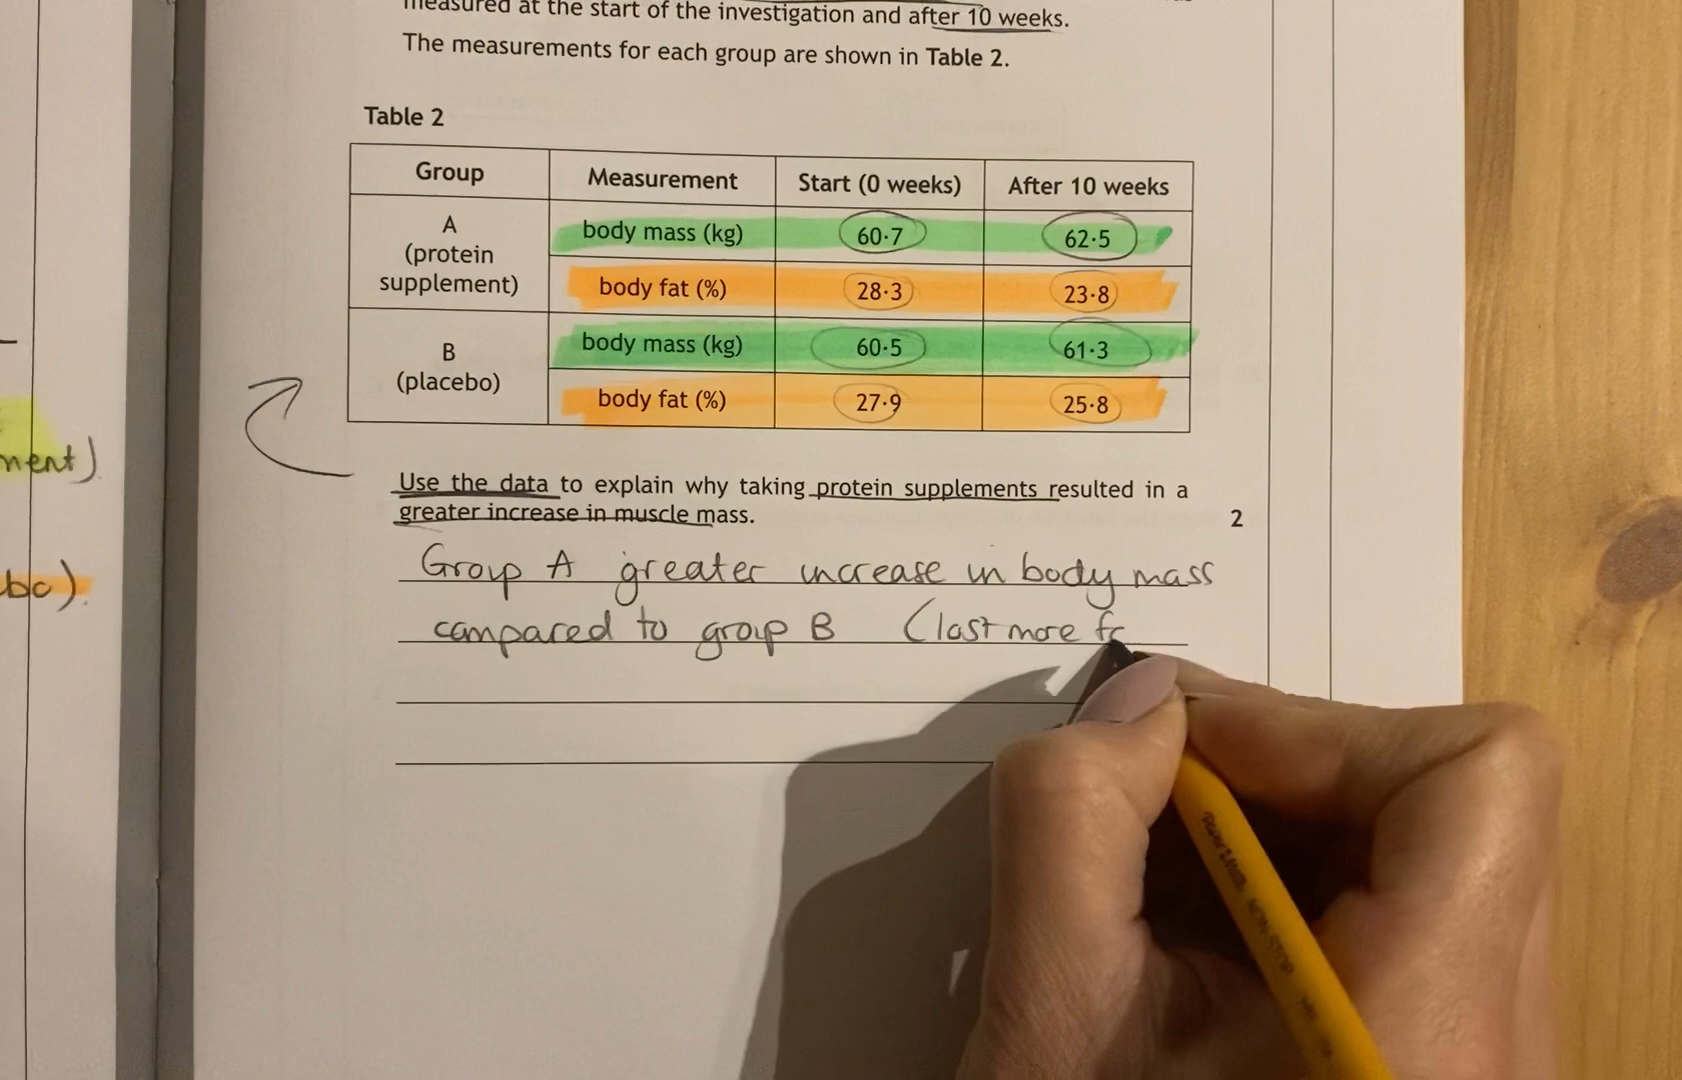 measured at the start of the investigation and after 10 weeks.
The measurements for each group are shown in Table 2.
Table 2
Group Measurement Start (0 weeks) After 10 weeks
A (protein supplement) body mass (kg) 60·7 62·5
body fat (%) 28·3 23·8
B (placebo) body mass (kg) 60·5 61·3
body fat (%) 27·9 25·8
Use the data to explain why taking protein supplements resulted in a
greater increase in muscle mass. 2
Group A greater increase in body mass
compared to group B (lost more
ment).
bo).